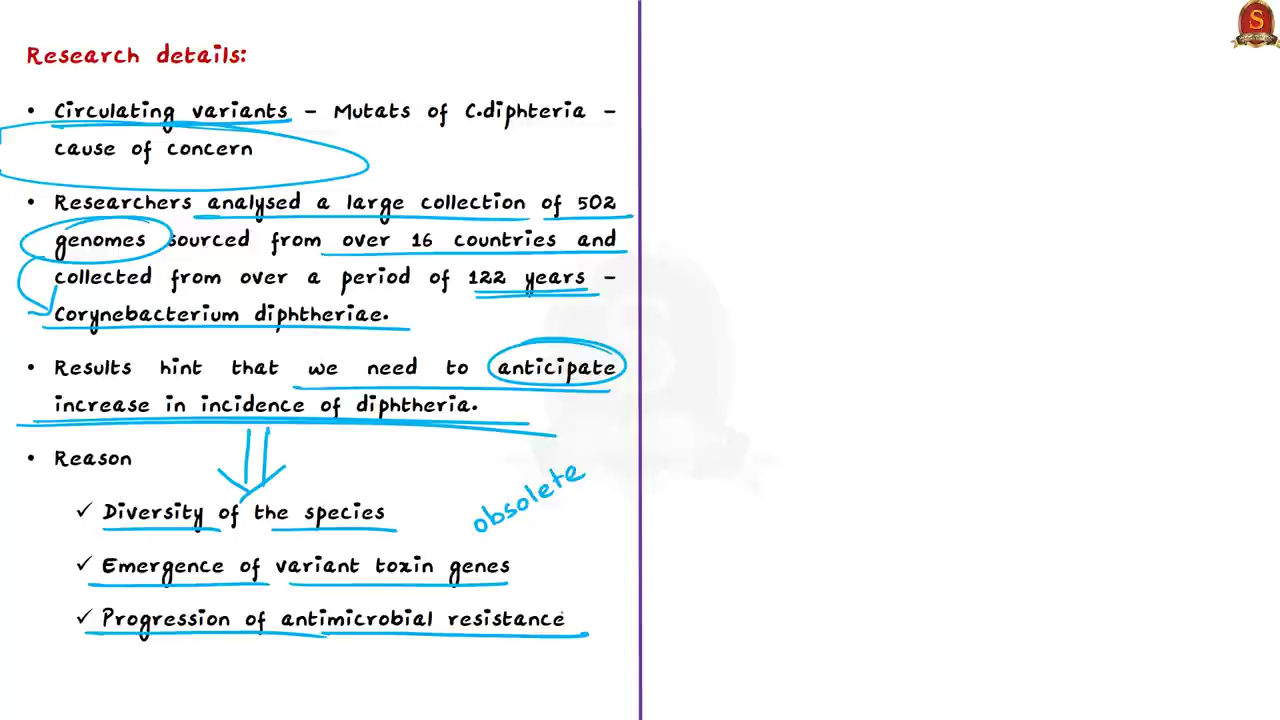 Research details:
• Circulating variants – Mutats of C.diphteria –
cause of concern
• Researchers analysed a large collection of 502
genomes sourced from over 16 countries and
collected from over a period of 122 years –
Corynebacterium diphtheriae.
• Results hint that we need to anticipate
increase in incidence of diphtheria.
• Reason
✓ Diversity of the species
obsolete
✓ Emergence of variant toxin genes
✓ Progression of antimicrobial resistance
S